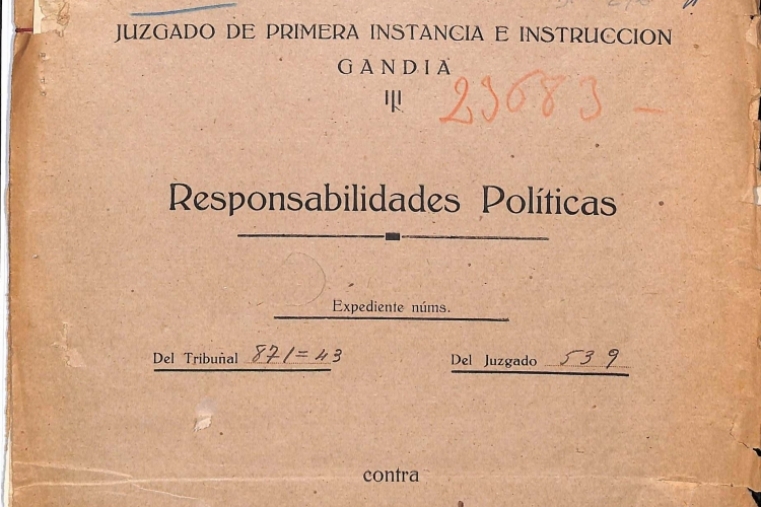 JUZGADO DE PRIMERA INSTANCIA E INSTRUCCION
GANDIA
23683 -
Responsabilidades Políticas
Expediente núms.
Del Tribunal 871=43
Del Juzgado 539
contra